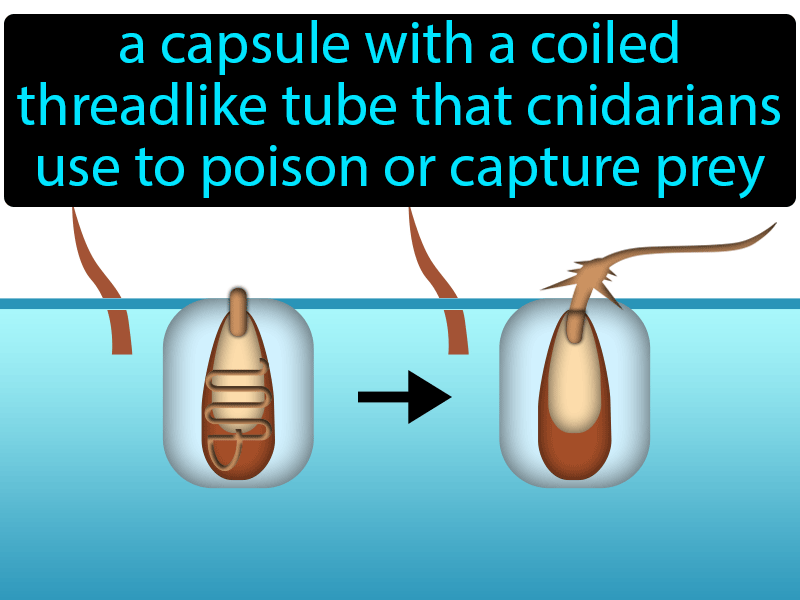 a capsule with a coiled
threadlike tube that cnidarians
use to poison or capture prey